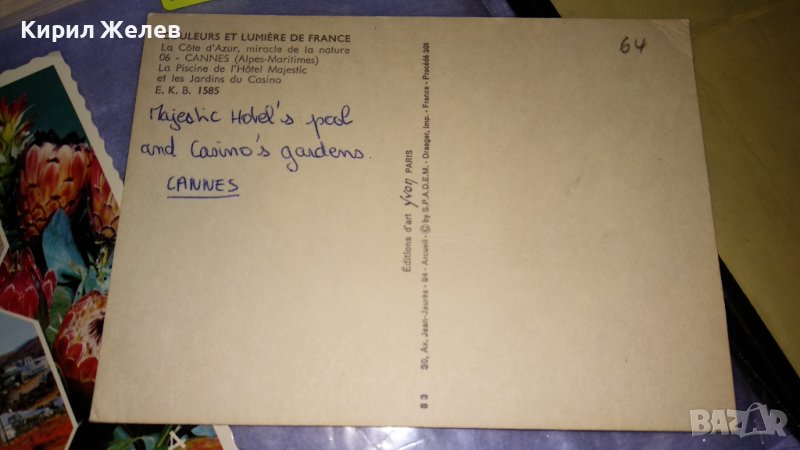 Кирил Желев
ULEURS ET LUMIÈRE DE FRANCE
La Côte d'Azur, miracle de la nature
06 - CANNES (Alpes-Maritimes)
La Piscine de l'Hôtel Majestic
et les Jardins du Casino
E. K. B. 1585
64
Majestic Hotel's pool
and Casino's gardens.
CANNES
Editions d'art yvon PARIS
30, Av. Jean-Jaurès - 94 - Arcueil - © by S.P.A.D.E.M. - Draeger, Imp. - France - Procédé 301
8 3
A
BAZAR